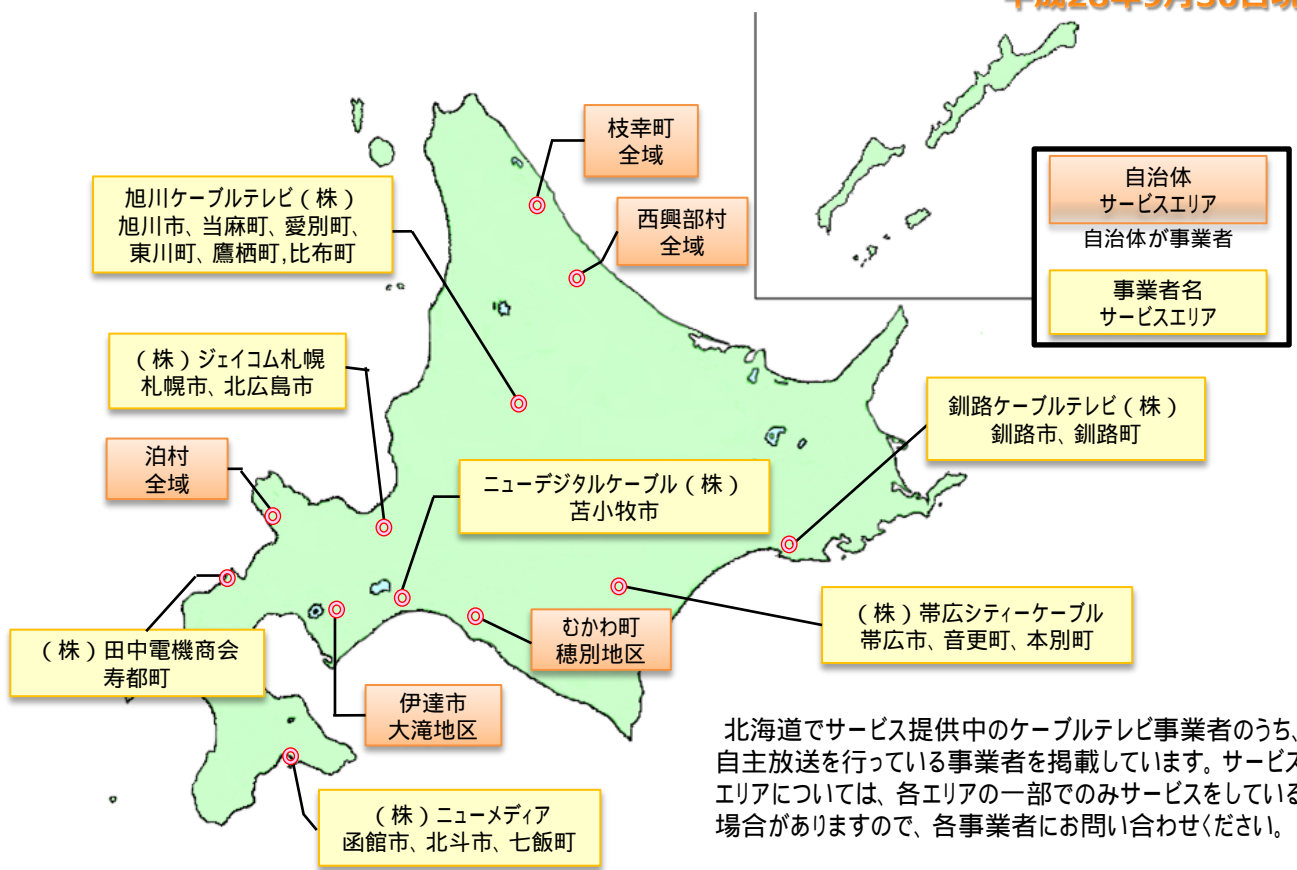 平成28年9月30日現
枝幸町
全域
旭川ケーブルテレビ（株）
旭川市、当麻町、愛別町、
東川町、鷹栖町,比布町
西興部村
全域
自治体
サービスエリア
自治体が事業者
事業者名
サービスエリア
（株）ジェイコム札幌
札幌市、北広島市
釧路ケーブルテレビ（株）
釧路市、釧路町
泊村
全域
ニューデジタルケーブル（株）
苫小牧市
（株）帯広シティーケーブル
帯広市、音更町、本別町
むかわ町
穂別地区
（株）田中電機商会
寿都町
伊達市
大滝地区
（株）ニューメディア
函館市、北斗市、七飯町
北海道でサービス提供中のケーブルテレビ事業者のうち、
自主放送を行っている事業者を掲載しています。サービス
エリアについては、各エリアの一部でのみサービスをしている
場合がありますので、各事業者にお問い合わせください。